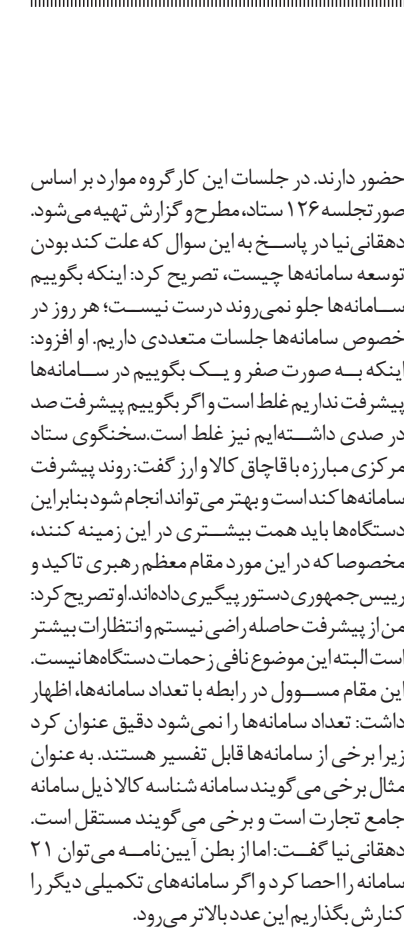 حضور دارند. در جلسات این کارگروه موارد بر اساس
صورتجلسه ۱۲۶ ستاد، مطرح و گزارش تهیه می‌شود.
دهقانی‌نیا در پاسخ به این سوال که علت کند بودن
توسعه سامانه‌ها چیست، تصریح کرد: اینکه بگوییم
سامانه‌ها جلو نمی‌روند درست نیست؛ هر روز در
خصوص سامانه‌ها جلسات متعددی داریم. او افزود:
اینکه به صورت صفر و یک بگوییم در سامانه‌ها
پیشرفت نداریم غلط است و اگر بگوییم پیشرفت صد
در صدی داشته‌ایم نیز غلط است.سخنگوی ستاد
مرکزی مبارزه با قاچاق کالا و ارز گفت: روند پیشرفت
سامانه‌ها کند است و بهتر می‌تواند انجام شود بنابراین
دستگاه‌ها باید همت بیشتری در این زمینه کنند،
مخصوصا که در این مورد مقام معظم رهبری تاکید و
رییس‌جمهوری دستور پیگیری داده‌اند.او تصریح کرد:
من از پیشرفت حاصله راضی نیستم و انتظارات بیشتر
است البته این موضوع نافی زحمات دستگاه‌ها نیست.
این مقام مسوول در رابطه با تعداد سامانه‌ها، اظهار
داشت: تعداد سامانه‌ها را نمی‌شود دقیق عنوان کرد
زیرا برخی از سامانه‌ها قابل تفسیر هستند. به عنوان
مثال برخی می‌گویند سامانه شناسه کالا ذیل سامانه
جامع تجارت است و برخی می‌گویند مستقل است.
دهقانی‌نیا گفت: اما از بطن آیین‌نامه می‌توان ۲۱
سامانه را احصا کرد و اگر سامانه‌های تکمیلی دیگر را
کنارش بگذاریم این عدد بالاتر می‌رود.